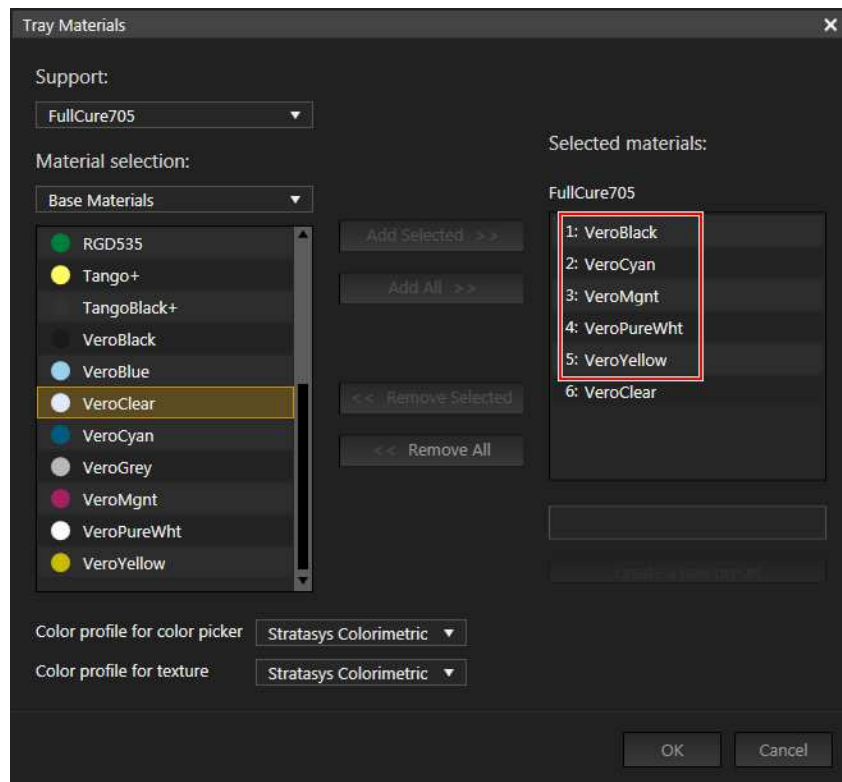 Tray Materials
Support:
FullCure705
Material selection:
Base Materials
RGD535
Tango+
TangoBlack+
VeroBlack
VeroBlue
VeroClear
VeroCyan
VeroGrey
VeroMgnt
VeroPureWht
VeroYellow
Add Selected >>
Add All >>
<< Remove Selected
<< Remove All
Selected materials:
FullCure705
1: VeroBlack
2: VeroCyan
3: VeroMgnt
4: VeroPureWht
5: VeroYellow
6: VeroClear
Color profile for color picker Stratasys Colorimetric
Color profile for texture Stratasys Colorimetric
OK Cancel